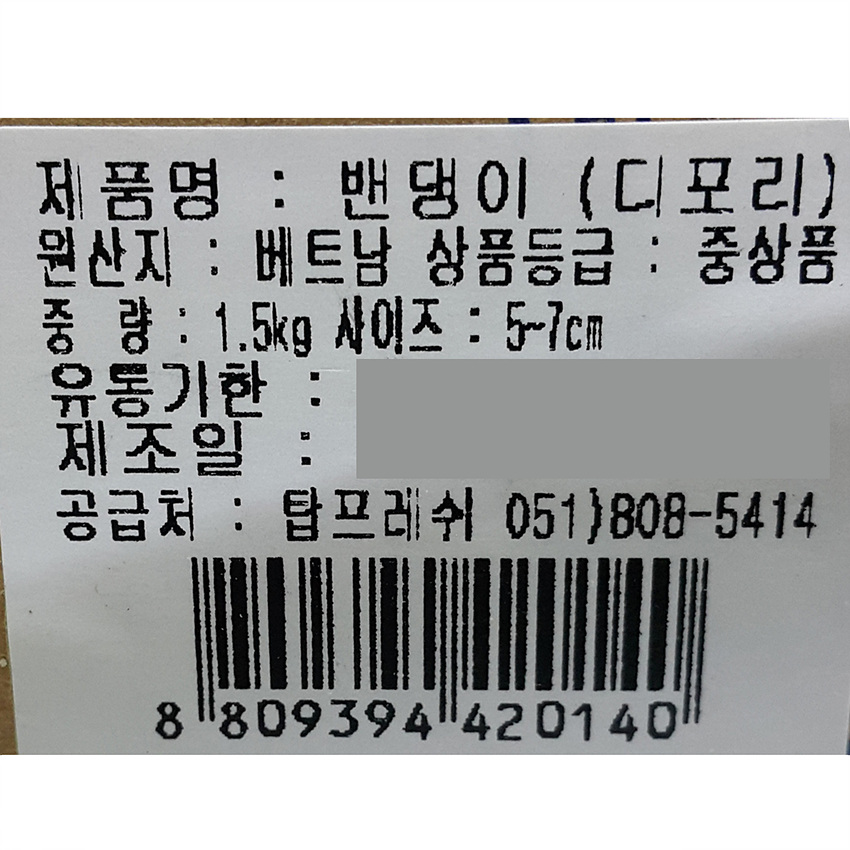 제품명 : 밴댕이 (디포리)
원산지 : 베트남 상품등급 : 중상품
중 량 : 1.5kg 사이즈 : 5~7cm
유통기한 :
제조일 :
공급처 : 탑프레쉬 051)808-5414
8 809394 420140